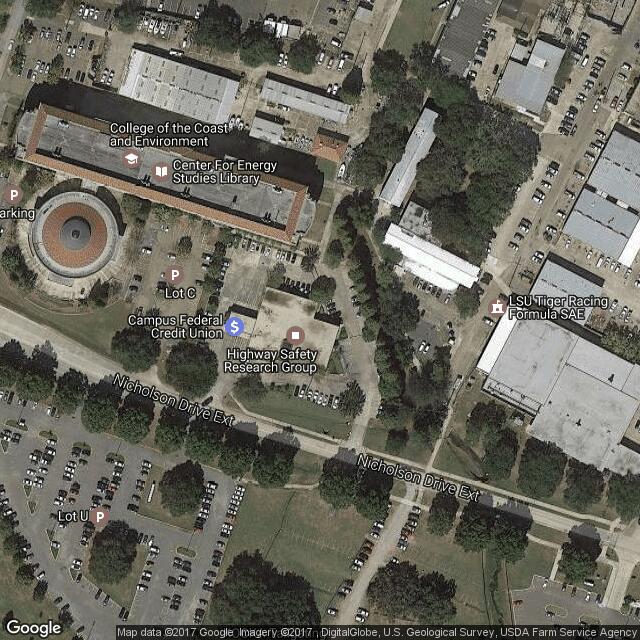 College of the Coast
and Environment
Center For Energy
Studies Library
P
arking
P
Lot C
Campus Federal
Credit Union
$
Highway Safety
Research Group
LSU Tiger Racing
Formula SAE
Nicholson Drive Ext
Nicholson Drive Ext
Lot U
P
Google
Map data ©2017 Google Imagery ©2017 , DigitalGlobe, U.S. Geological Survey, USDA Farm Service Agency